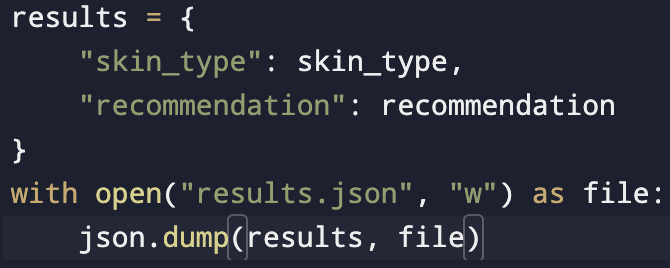 results = {
    "skin_type": skin_type,
    "recommendation": recommendation
}
with open("results.json", "w") as file:
    json.dump(results, file)